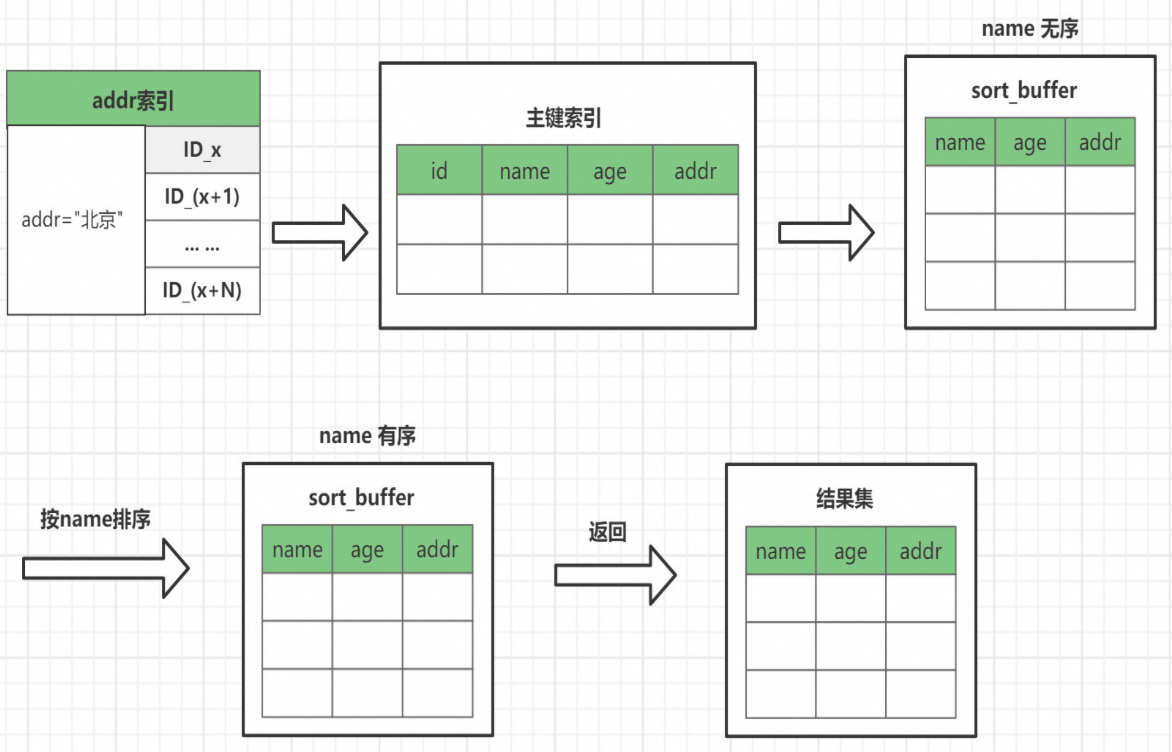 name 无序
addr索引
addr="北京"
ID_x
ID_(x+1)
... ...
ID_(x+N)
主键索引
id name age addr
sort_buffer
name age addr
name 有序
按name排序
sort_buffer
name age addr
返回
结果集
name age addr